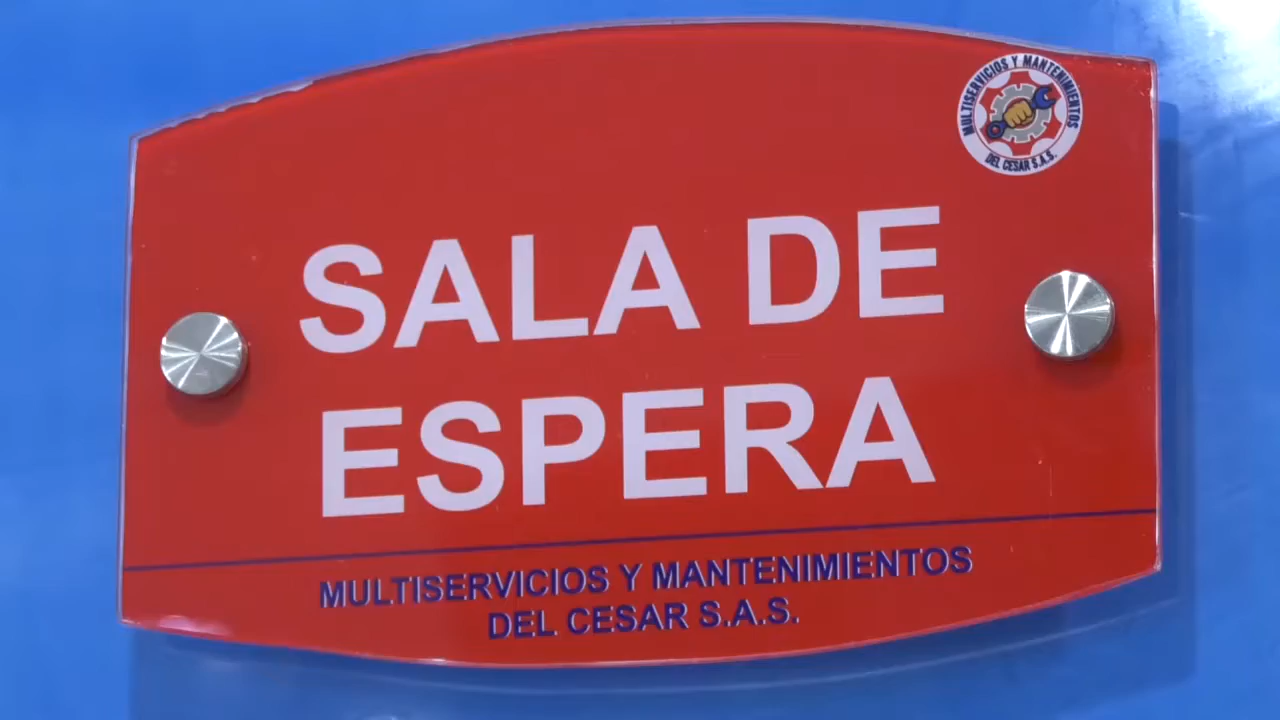 MULTISERVICIOS Y MANTENIMIENTOS
DEL CESAR S.A.S.
SALA DE
ESPERA
MULTISERVICIOS Y MANTENIMIENTOS
DEL CESAR S.A.S.